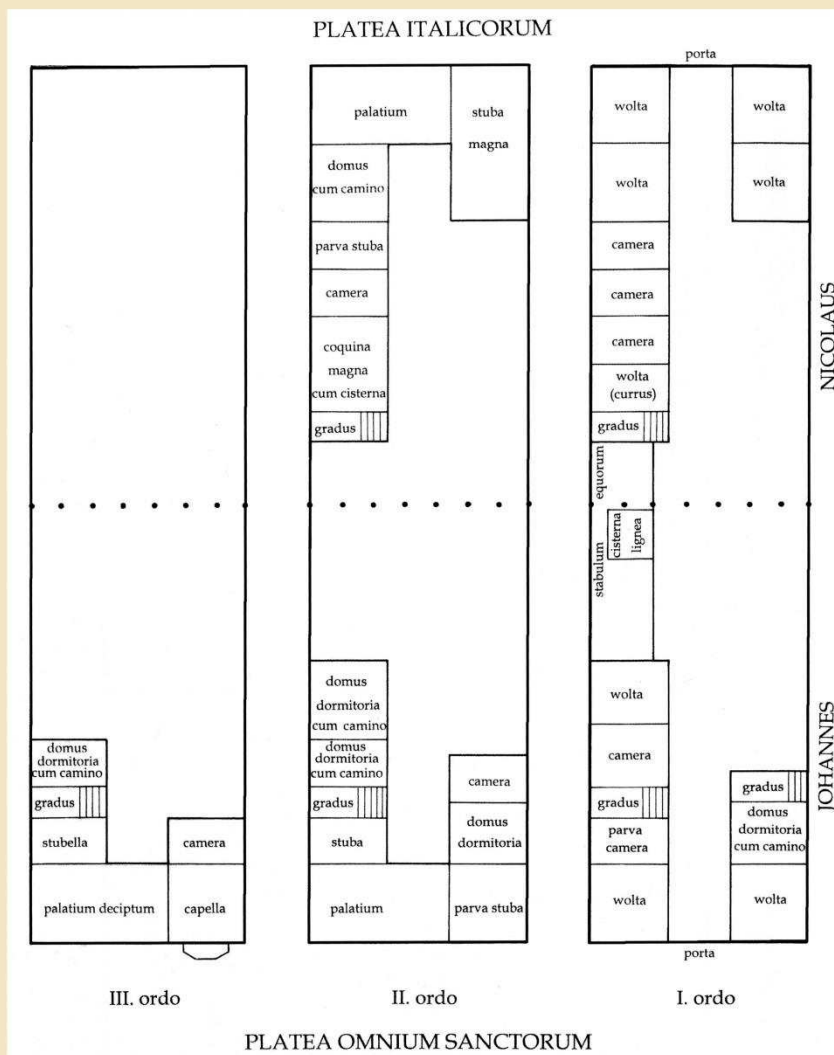 PLATEA ITALICORUM
palatium
stuba
magna
domus
cum camino
parva stuba
camera
coquina
magna
cum cisterna
gradus
domus
dormitoria
cum camino
domus
dormitoria
cum camino
gradus
stuba
palatium
camera
domus
dormitoria
parva stuba
porta
wolta
wolta
wolta
wolta
camera
camera
camera
wolta
(currus)
gradus
equorum
stabulum
cisterna
lignea
wolta
camera
gradus
parva
camera
wolta
gradus
domus
dormitoria
cum camino
wolta
porta
NICOLAUS
JOHANNES
domus
dormitoria
cum camino
gradus
stubella
camera
palatium deciptum
capella
III. ordo
II. ordo
I. ordo
PLATEA OMNIUM SANCTORUM